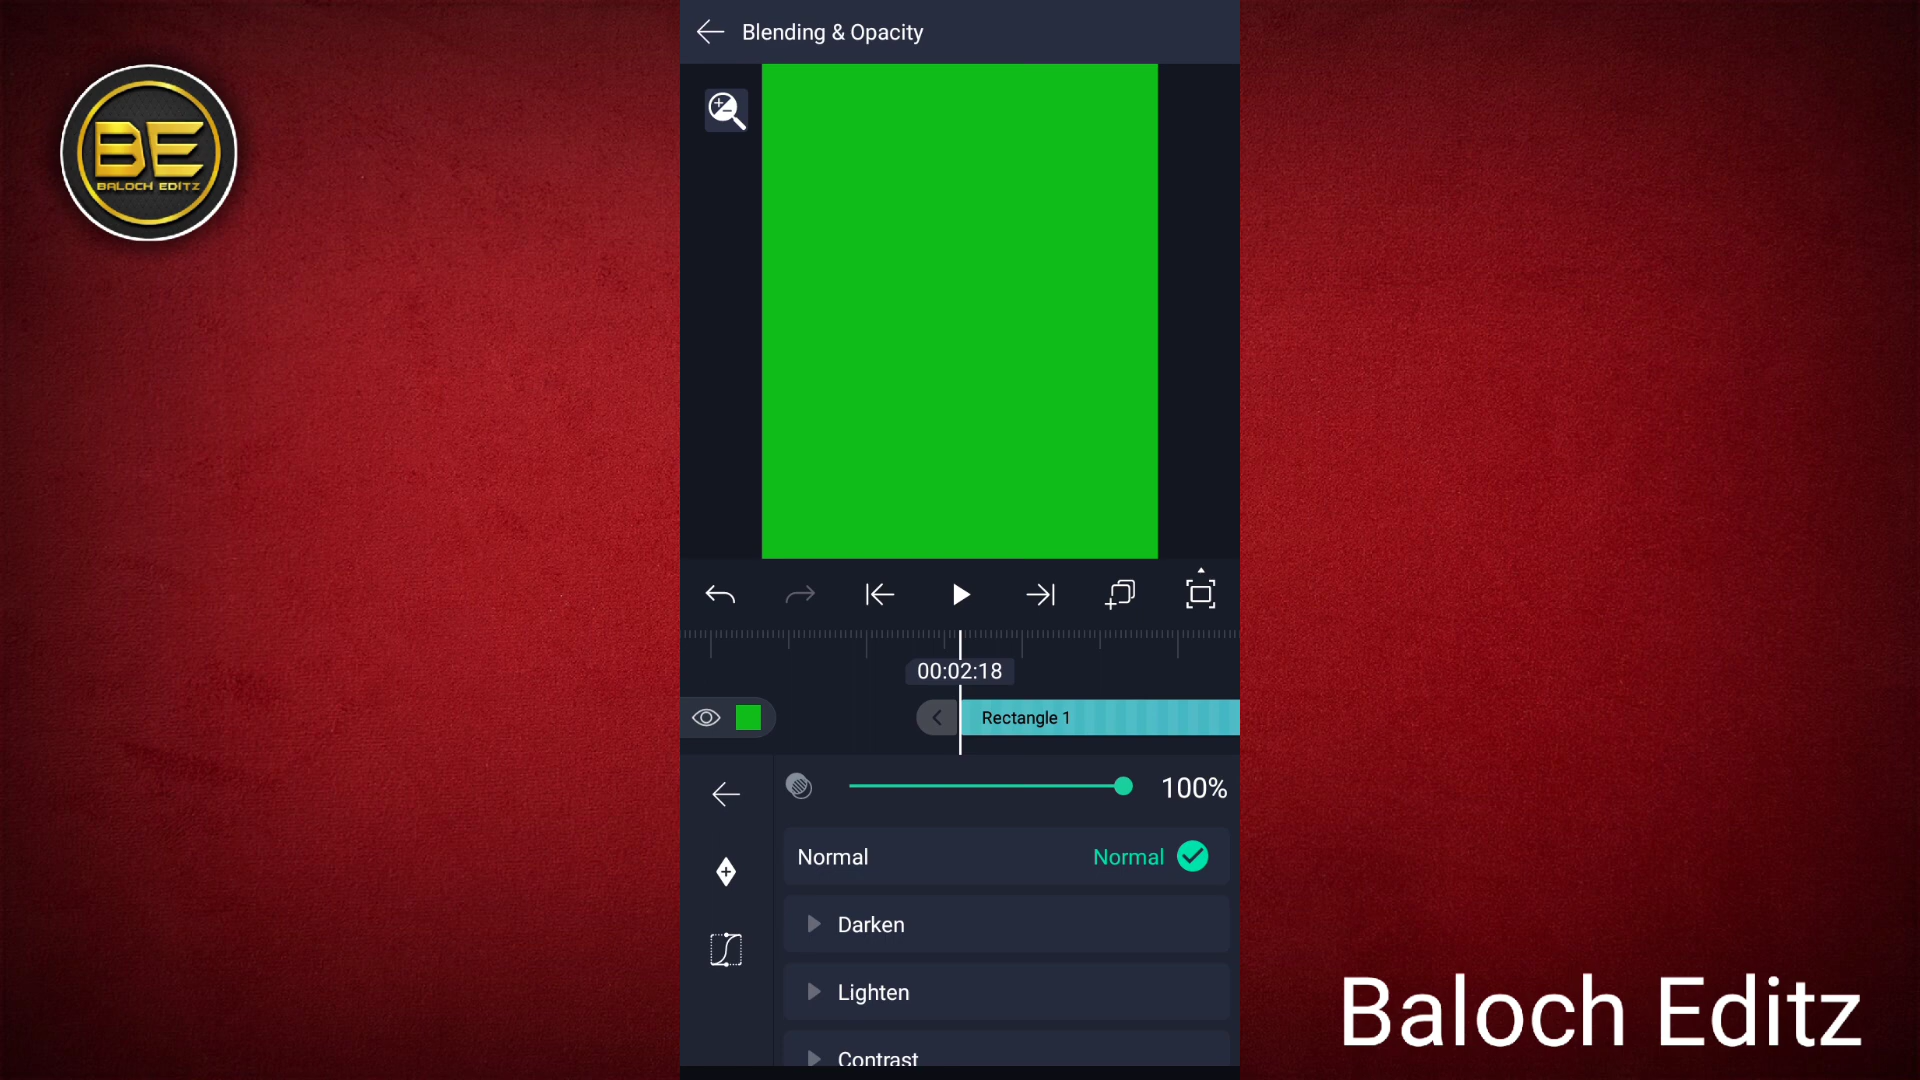 Blending & Opacity
BE
BALOCH EDITZ
00:02:18
Rectangle 1
100%
Normal Normal
Darken
Lighten
Contrast
Baloch Editz